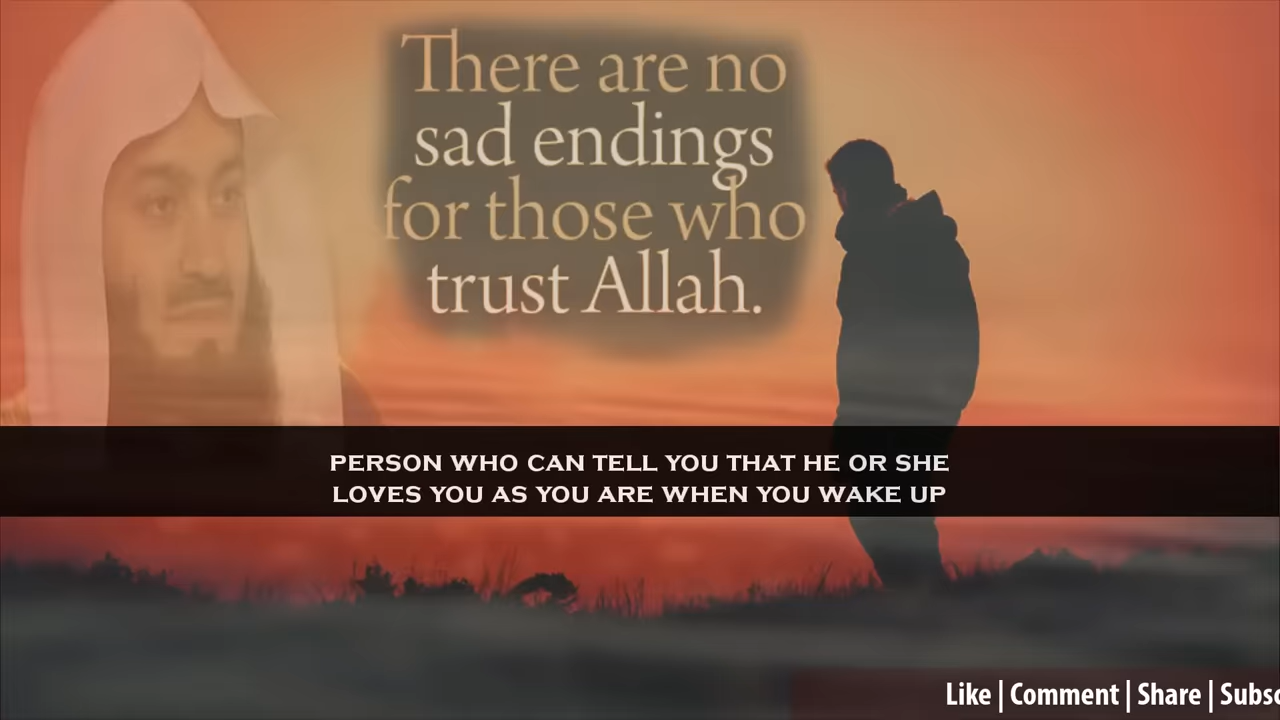 There are no
sad endings
for those who
trust Allah.
PERSON WHO CAN TELL YOU THAT HE OR SHE
LOVES YOU AS YOU ARE WHEN YOU WAKE UP
Like | Comment | Share | Subsc